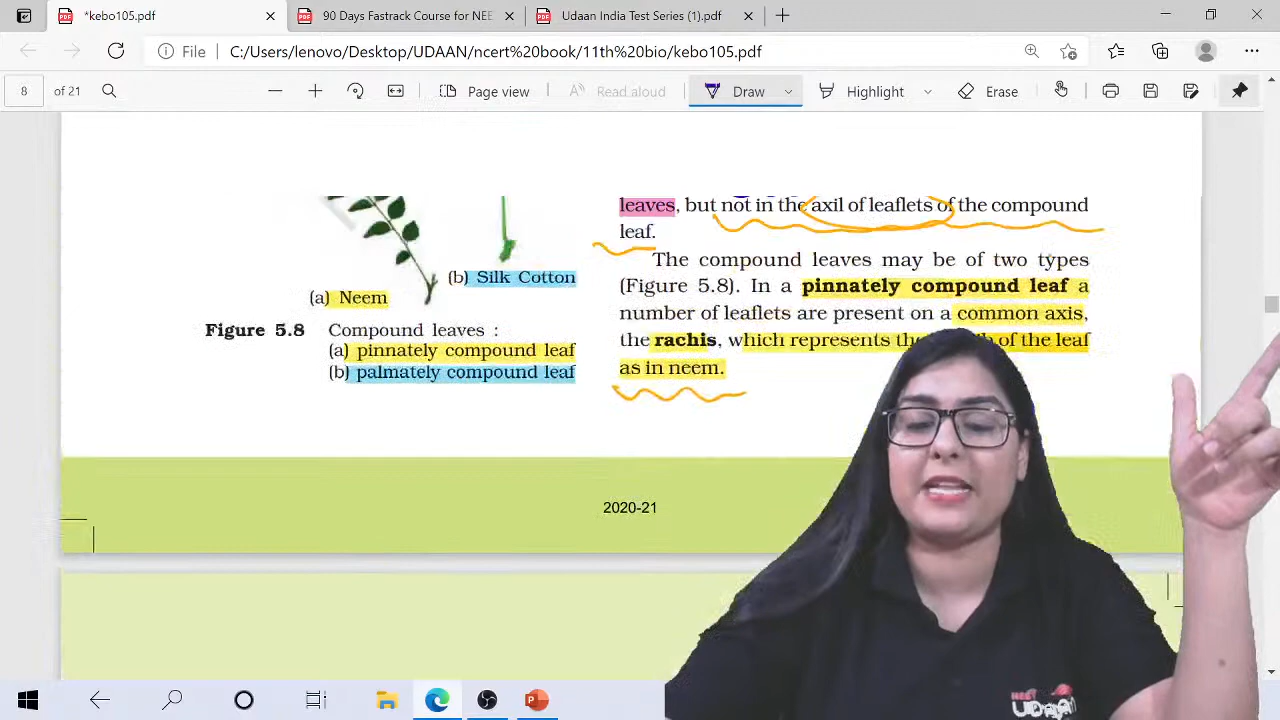 *kebo105.pdf
90 Days Fastrack Course for NEE
Udaan India Test Series (1).pdf
File
C:/Users/lenovo/Desktop/UDAAN/ncert%20book/11th%20bio/kebo105.pdf
8 of 21
Page view
Read aloud
Draw
Highlight
Erase
(b) Silk Cotton
(a) Neem
Figure 5.8 Compound leaves :
(a) pinnately compound leaf
(b) palmately compound leaf
leaves, but not in the axil of leaflets of the compound
leaf.
The compound leaves may be of two types
(Figure 5.8). In a pinnately compound leaf a
number of leaflets are present on a common axis,
the rachis, which represents the of the leaf
as in neem.
2020-21
NEET
UDAAN